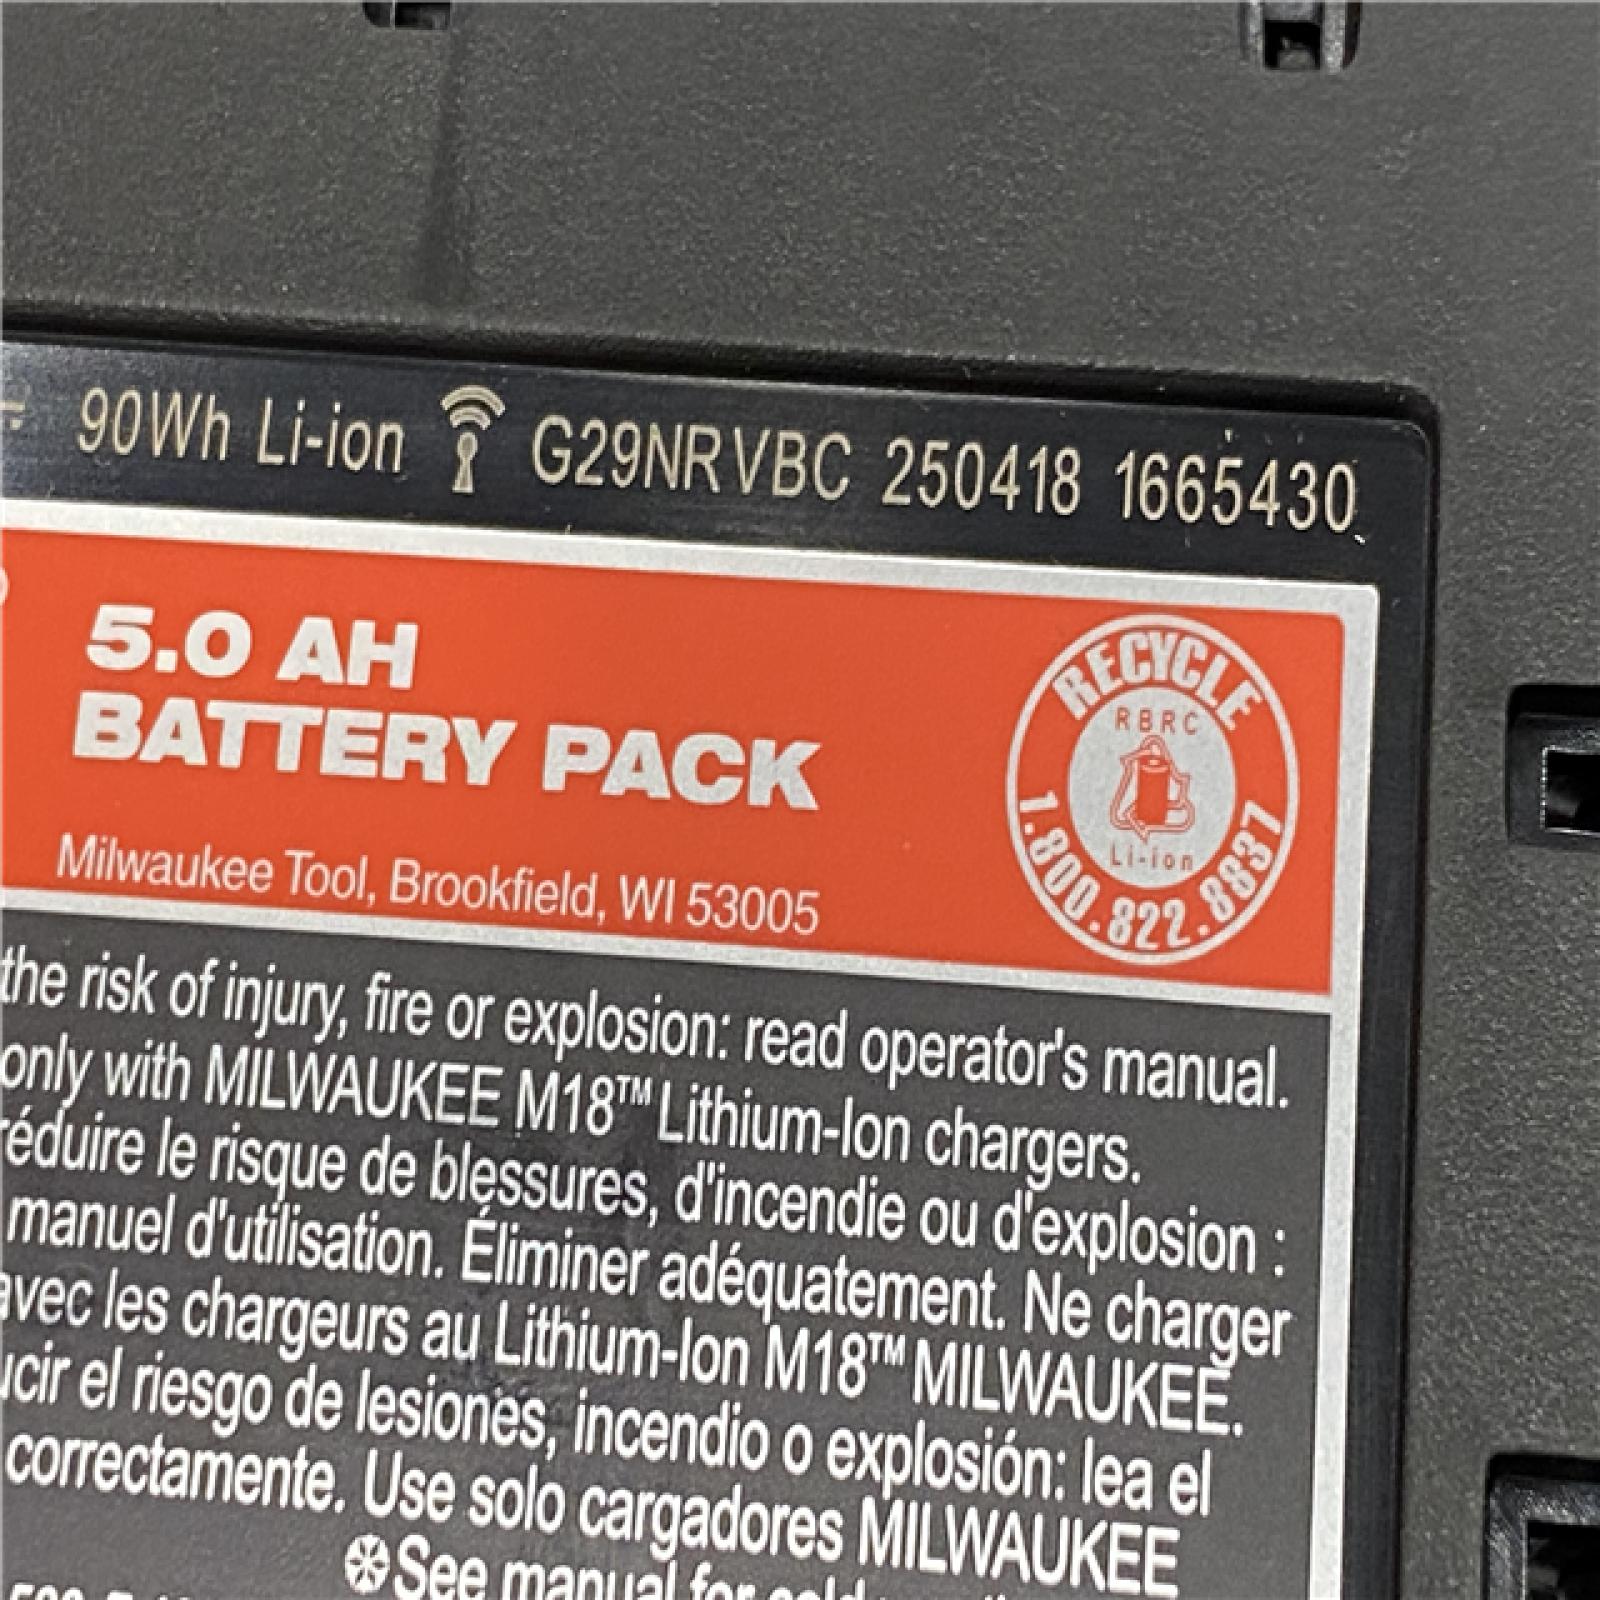 90Wh Li-ion G29NRVBC 250418 1665430
5.0 AH
BATTERY PACK
Milwaukee Tool, Brookfield, WI 53005
RECYCLE
RBRC
Li-ion
1.800.822.8837
the risk of injury, fire or explosion: read operator's manual.
only with MILWAUKEE M18™ Lithium-Ion chargers.
réduire le risque de blessures, d'incendie ou d'explosion :
manuel d'utilisation. Éliminer adéquatement. Ne charger
avec les chargeurs au Lithium-Ion M18™ MILWAUKEE.
ucir el riesgo de lesiones, incendio o explosión: lea el
correctamente. Use solo cargadores MILWAUKEE
See manual for cold